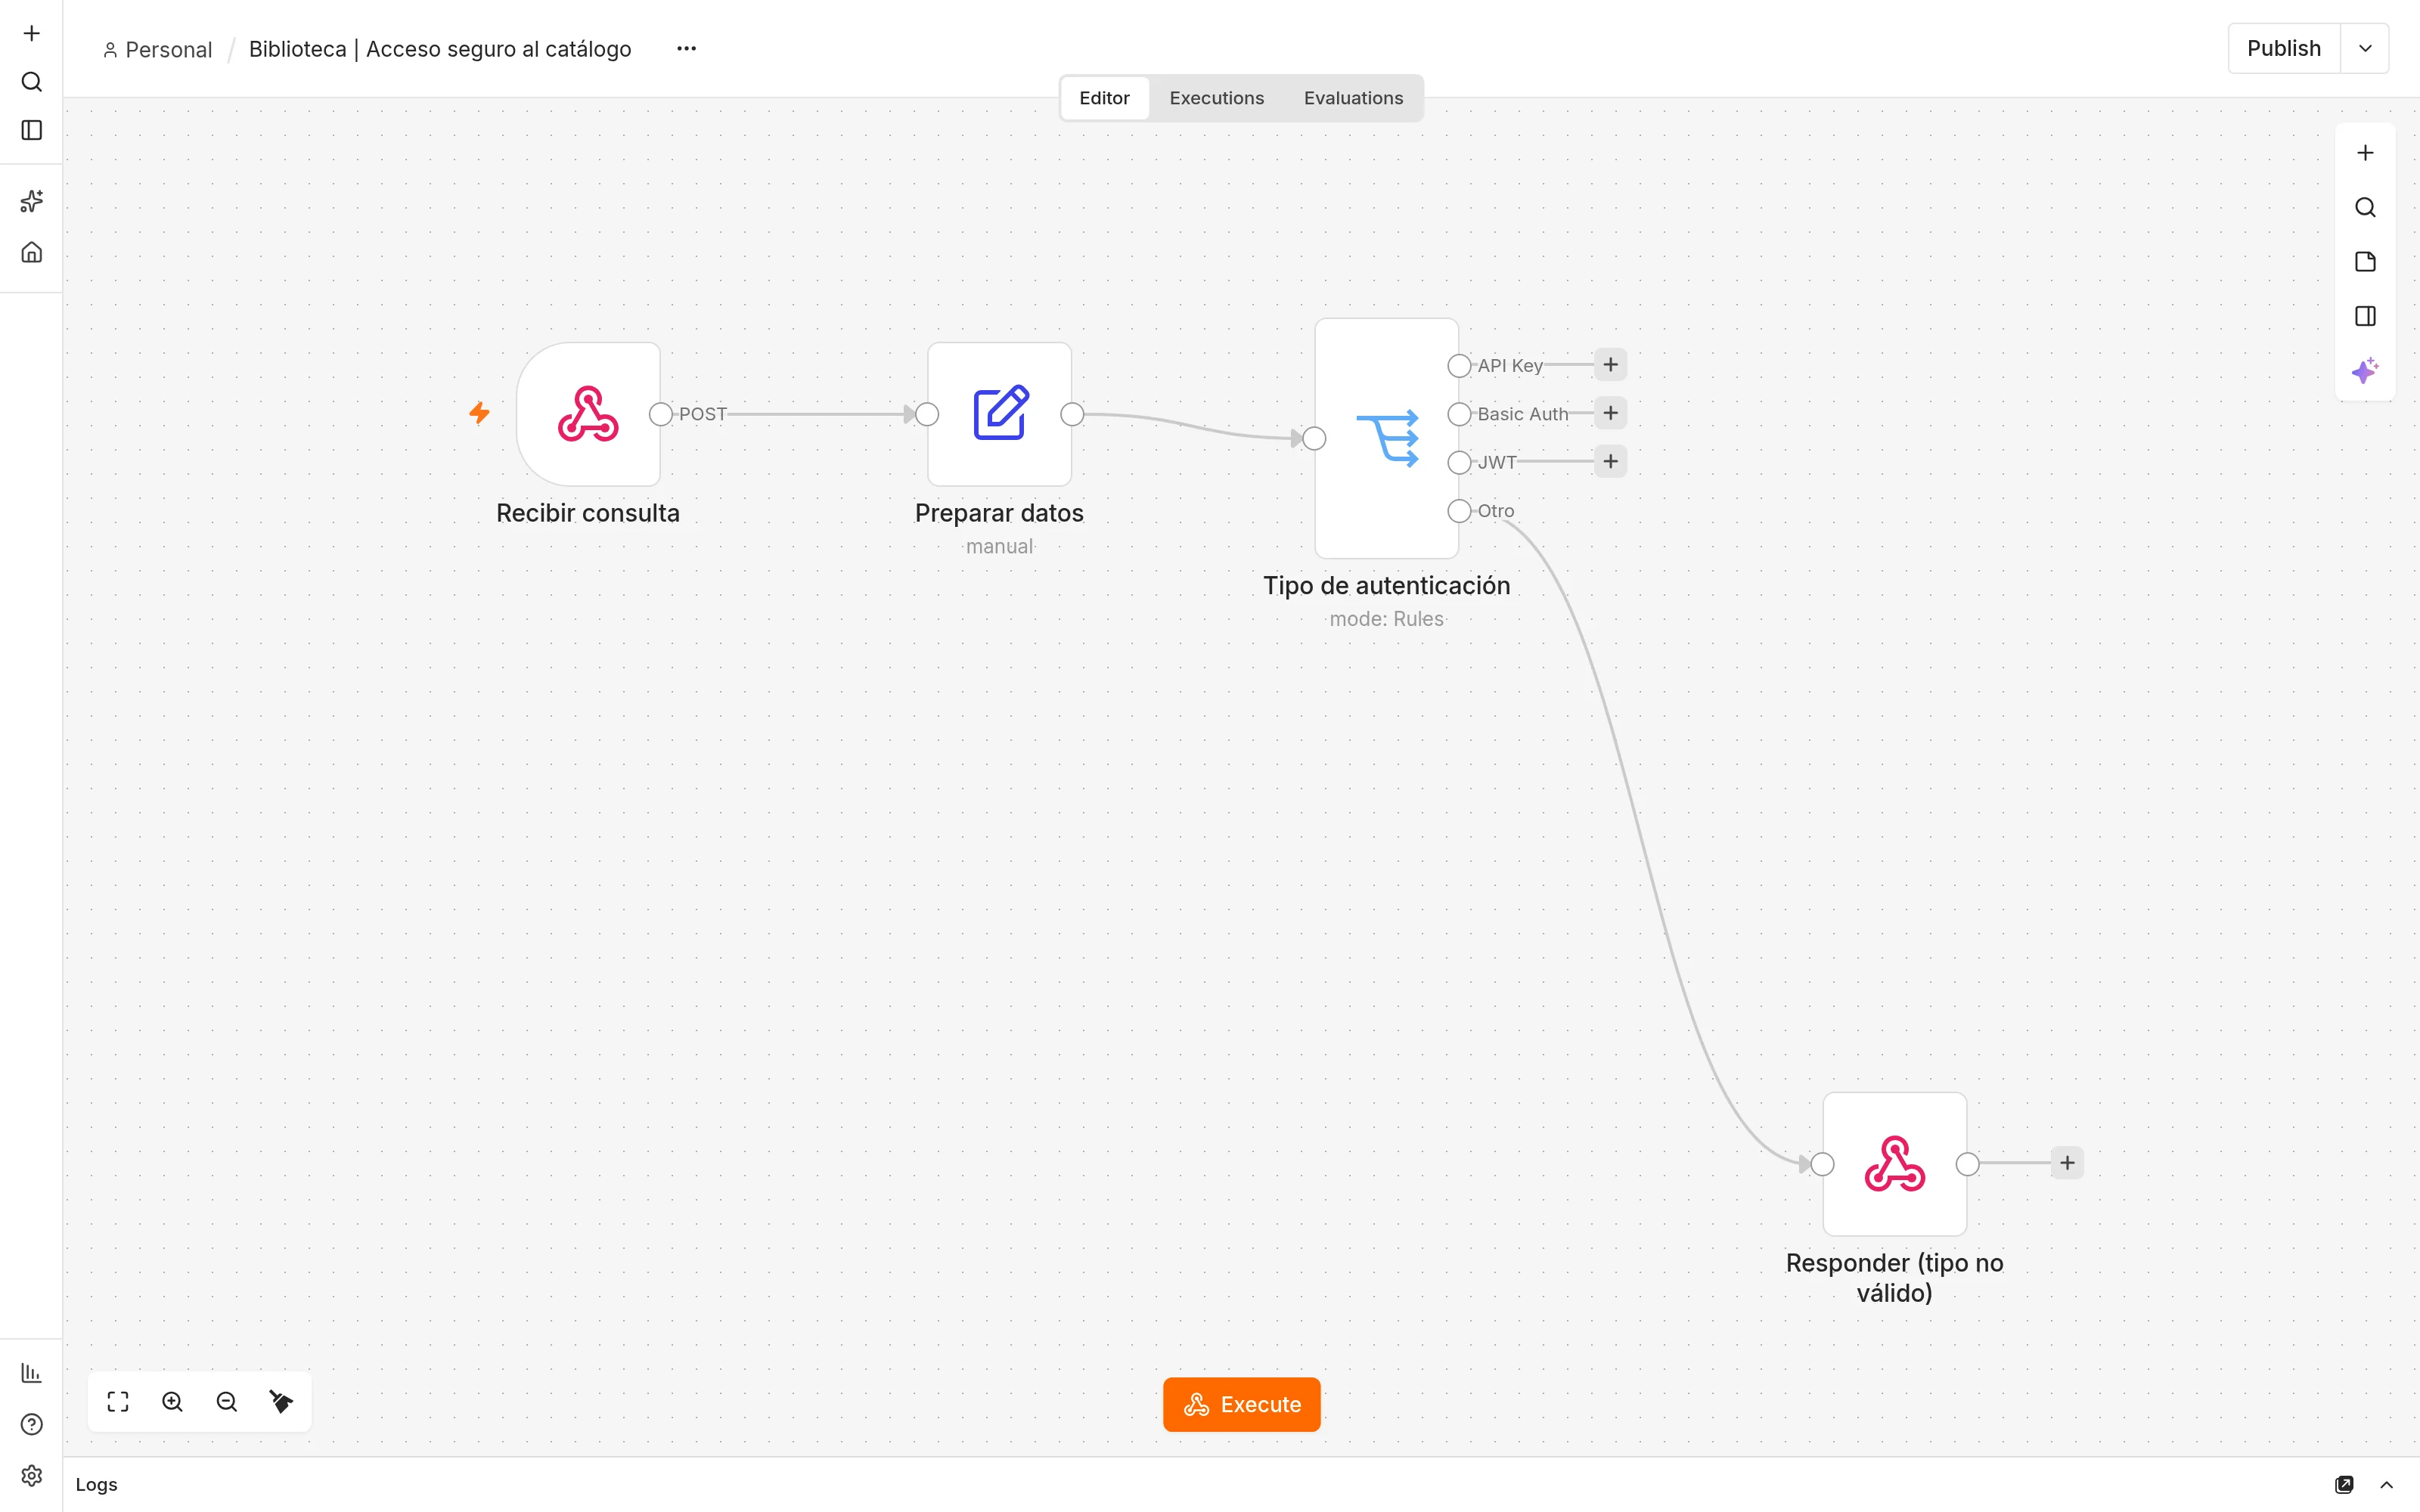 Personal / Biblioteca | Acceso seguro al catálogo
Publish
Editor Executions Evaluations
POST
API Key
Basic Auth
JWT
Otro
Recibir consulta
Preparar datos
manual
Tipo de autenticación
mode: Rules
Responder (tipo no
válido)
Execute
Logs